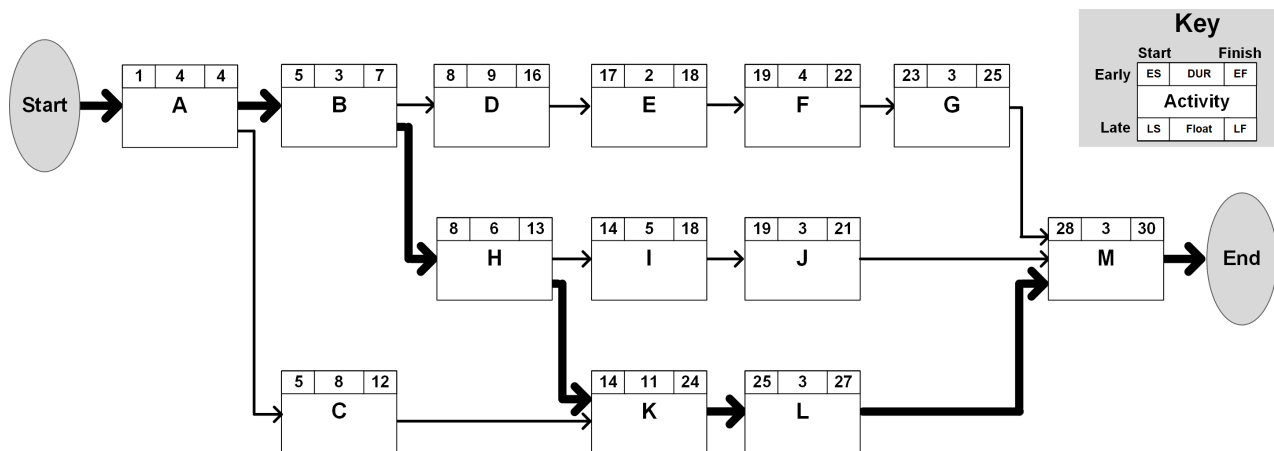 Key
Start Finish
Early ES DUR EF
Activity
Late LS Float LF
Start
1 4 4
A
5 3 7
B
8 9 16
D
17 2 18
E
19 4 22
F
23 3 25
G
8 6 13
H
14 5 18
I
19 3 21
J
28 3 30
M
End
5 8 12
C
14 11 24
K
25 3 27
L